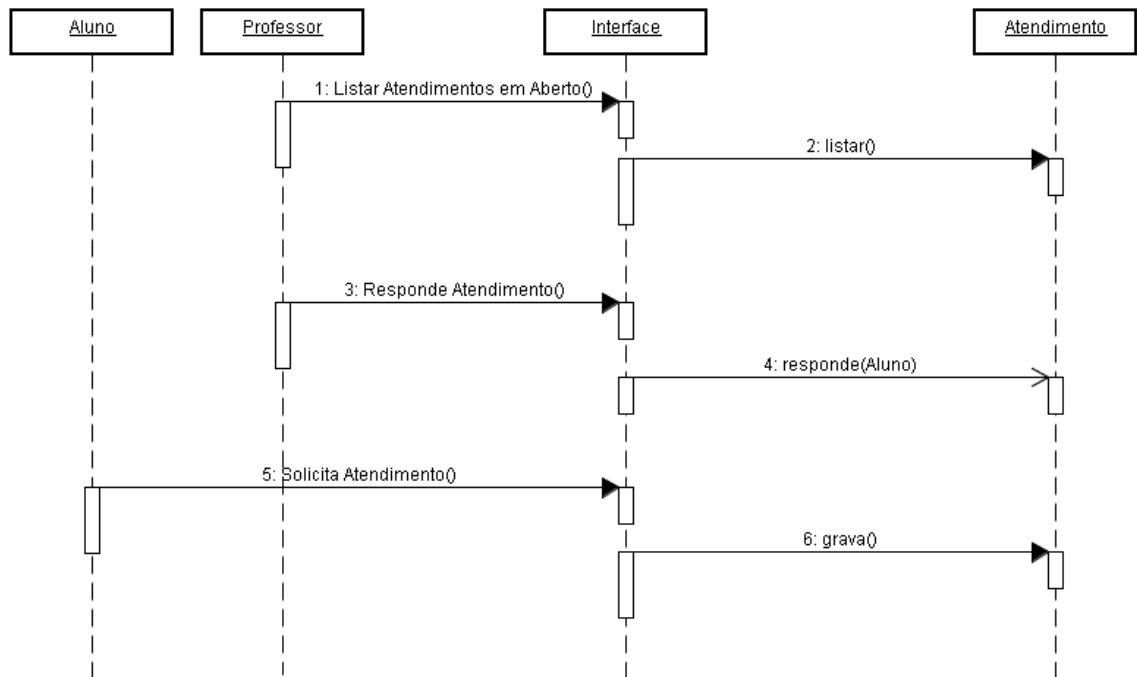 Aluno
Professor
Interface
Atendimento
1: Listar Atendimentos em Aberto()
2: listar()
3: Responde Atendimento()
4: responde(Aluno)
5: Solicita Atendimento()
6: grava()